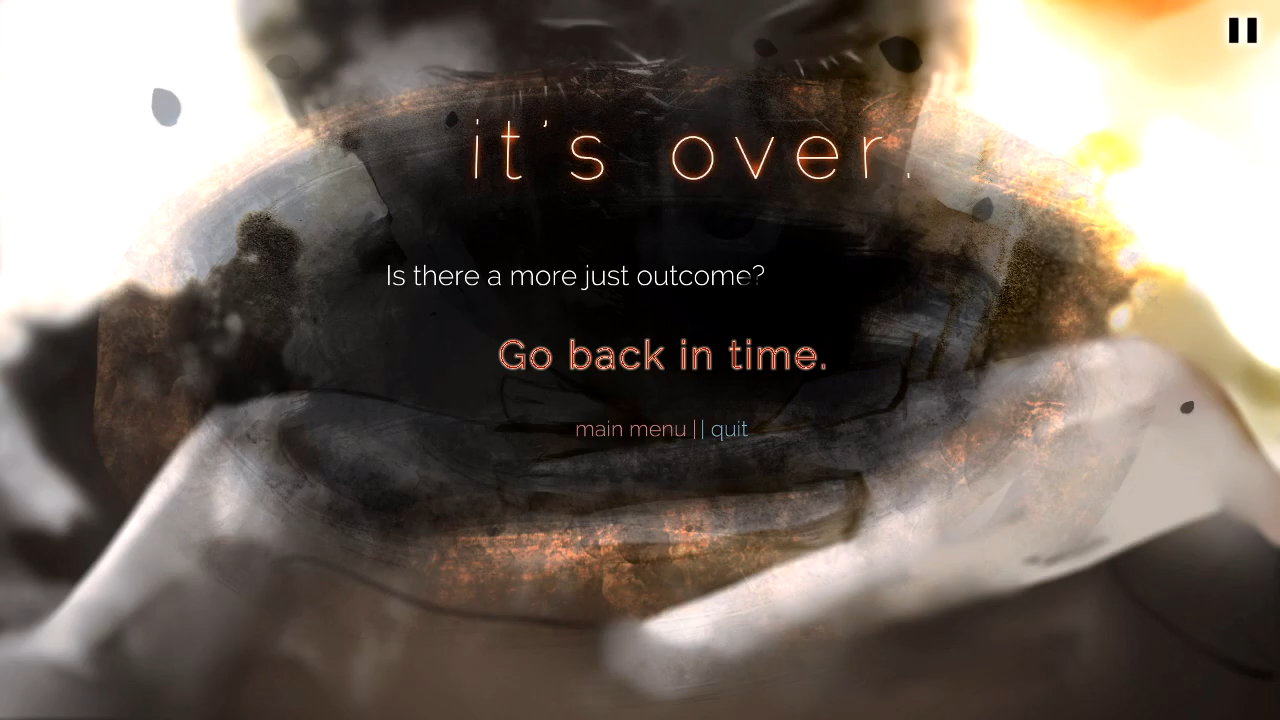 it's over.
Is there a more just outcome?
Go back in time.
main menu || quit